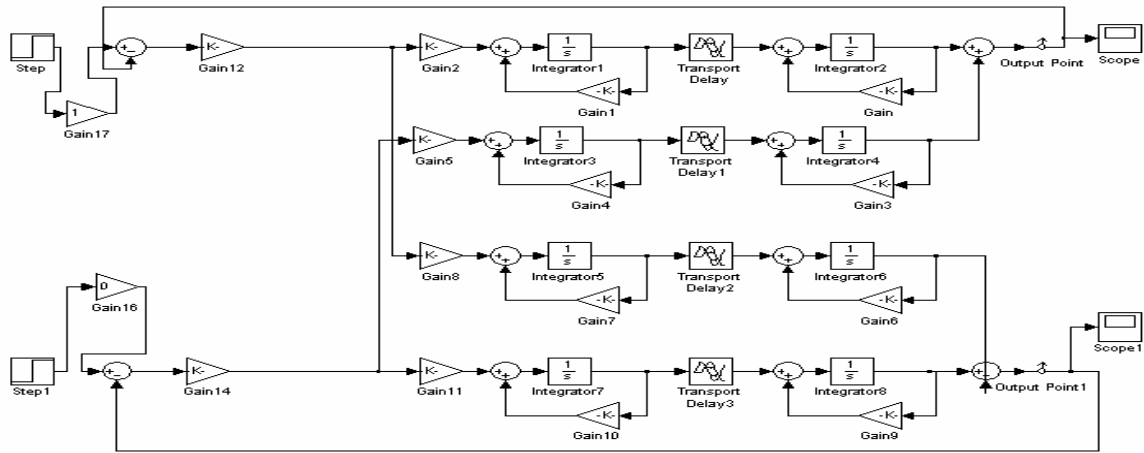 Step
Gain17
1
K-
Gain12
K-
Gain2
1/s
Integrator1
-K-
Gain1
Transport
Delay
1/s
Integrator2
-K-
Gain
Output Point
Scope
K-
Gain5
1/s
Integrator3
-K-
Gain4
Transport
Delay1
1/s
Integrator4
-K-
Gain3
K-
Gain8
1/s
Integrator5
-K-
Gain7
Transport
Delay2
1/s
Integrator6
-K-
Gain6
0
Gain16
Step1
K-
Gain14
K-
Gain11
1/s
Integrator7
-K-
Gain10
Transport
Delay3
1/s
Integrator8
-K-
Gain9
Output Point1
Scope1